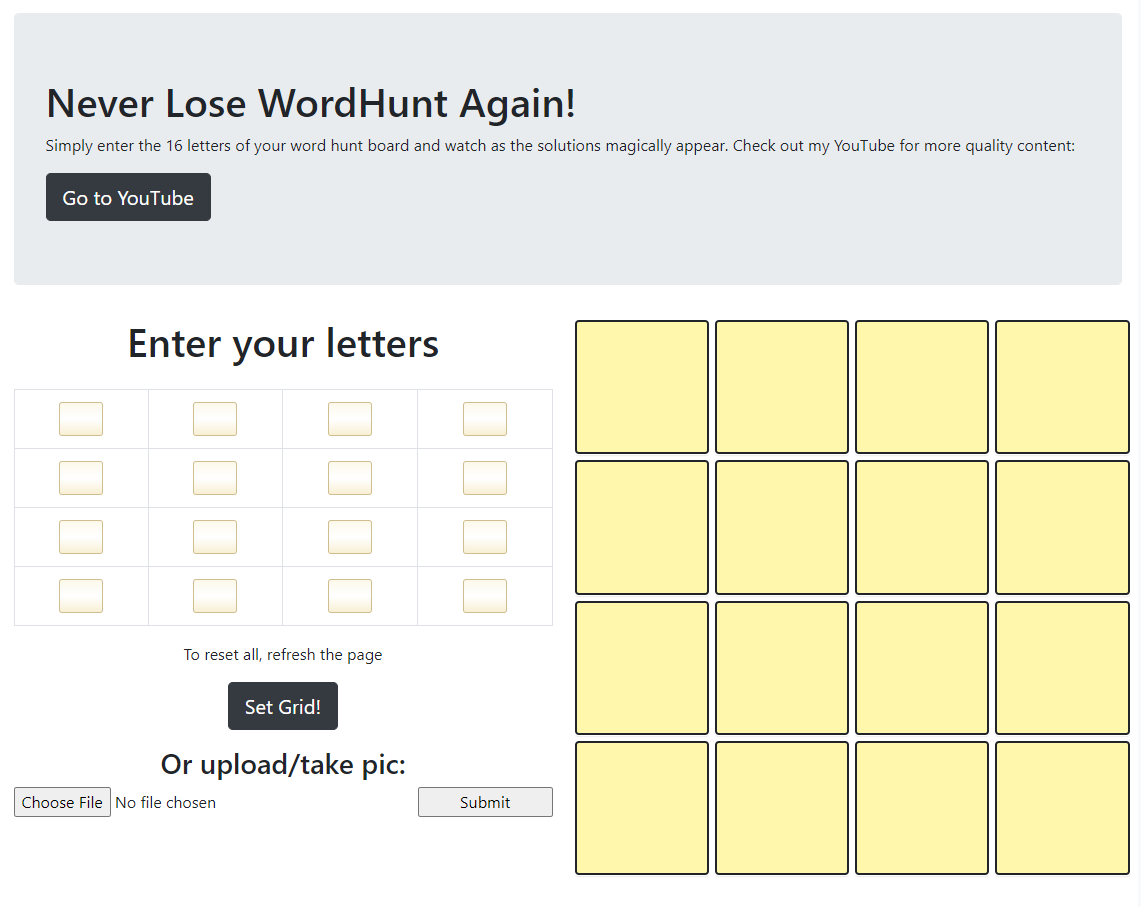 Never Lose WordHunt Again!
Simply enter the 16 letters of your word hunt board and watch as the solutions magically appear. Check out my YouTube for more quality content:
Go to YouTube
Enter your letters
To reset all, refresh the page
Set Grid!
Or upload/take pic:
Choose File No file chosen Submit